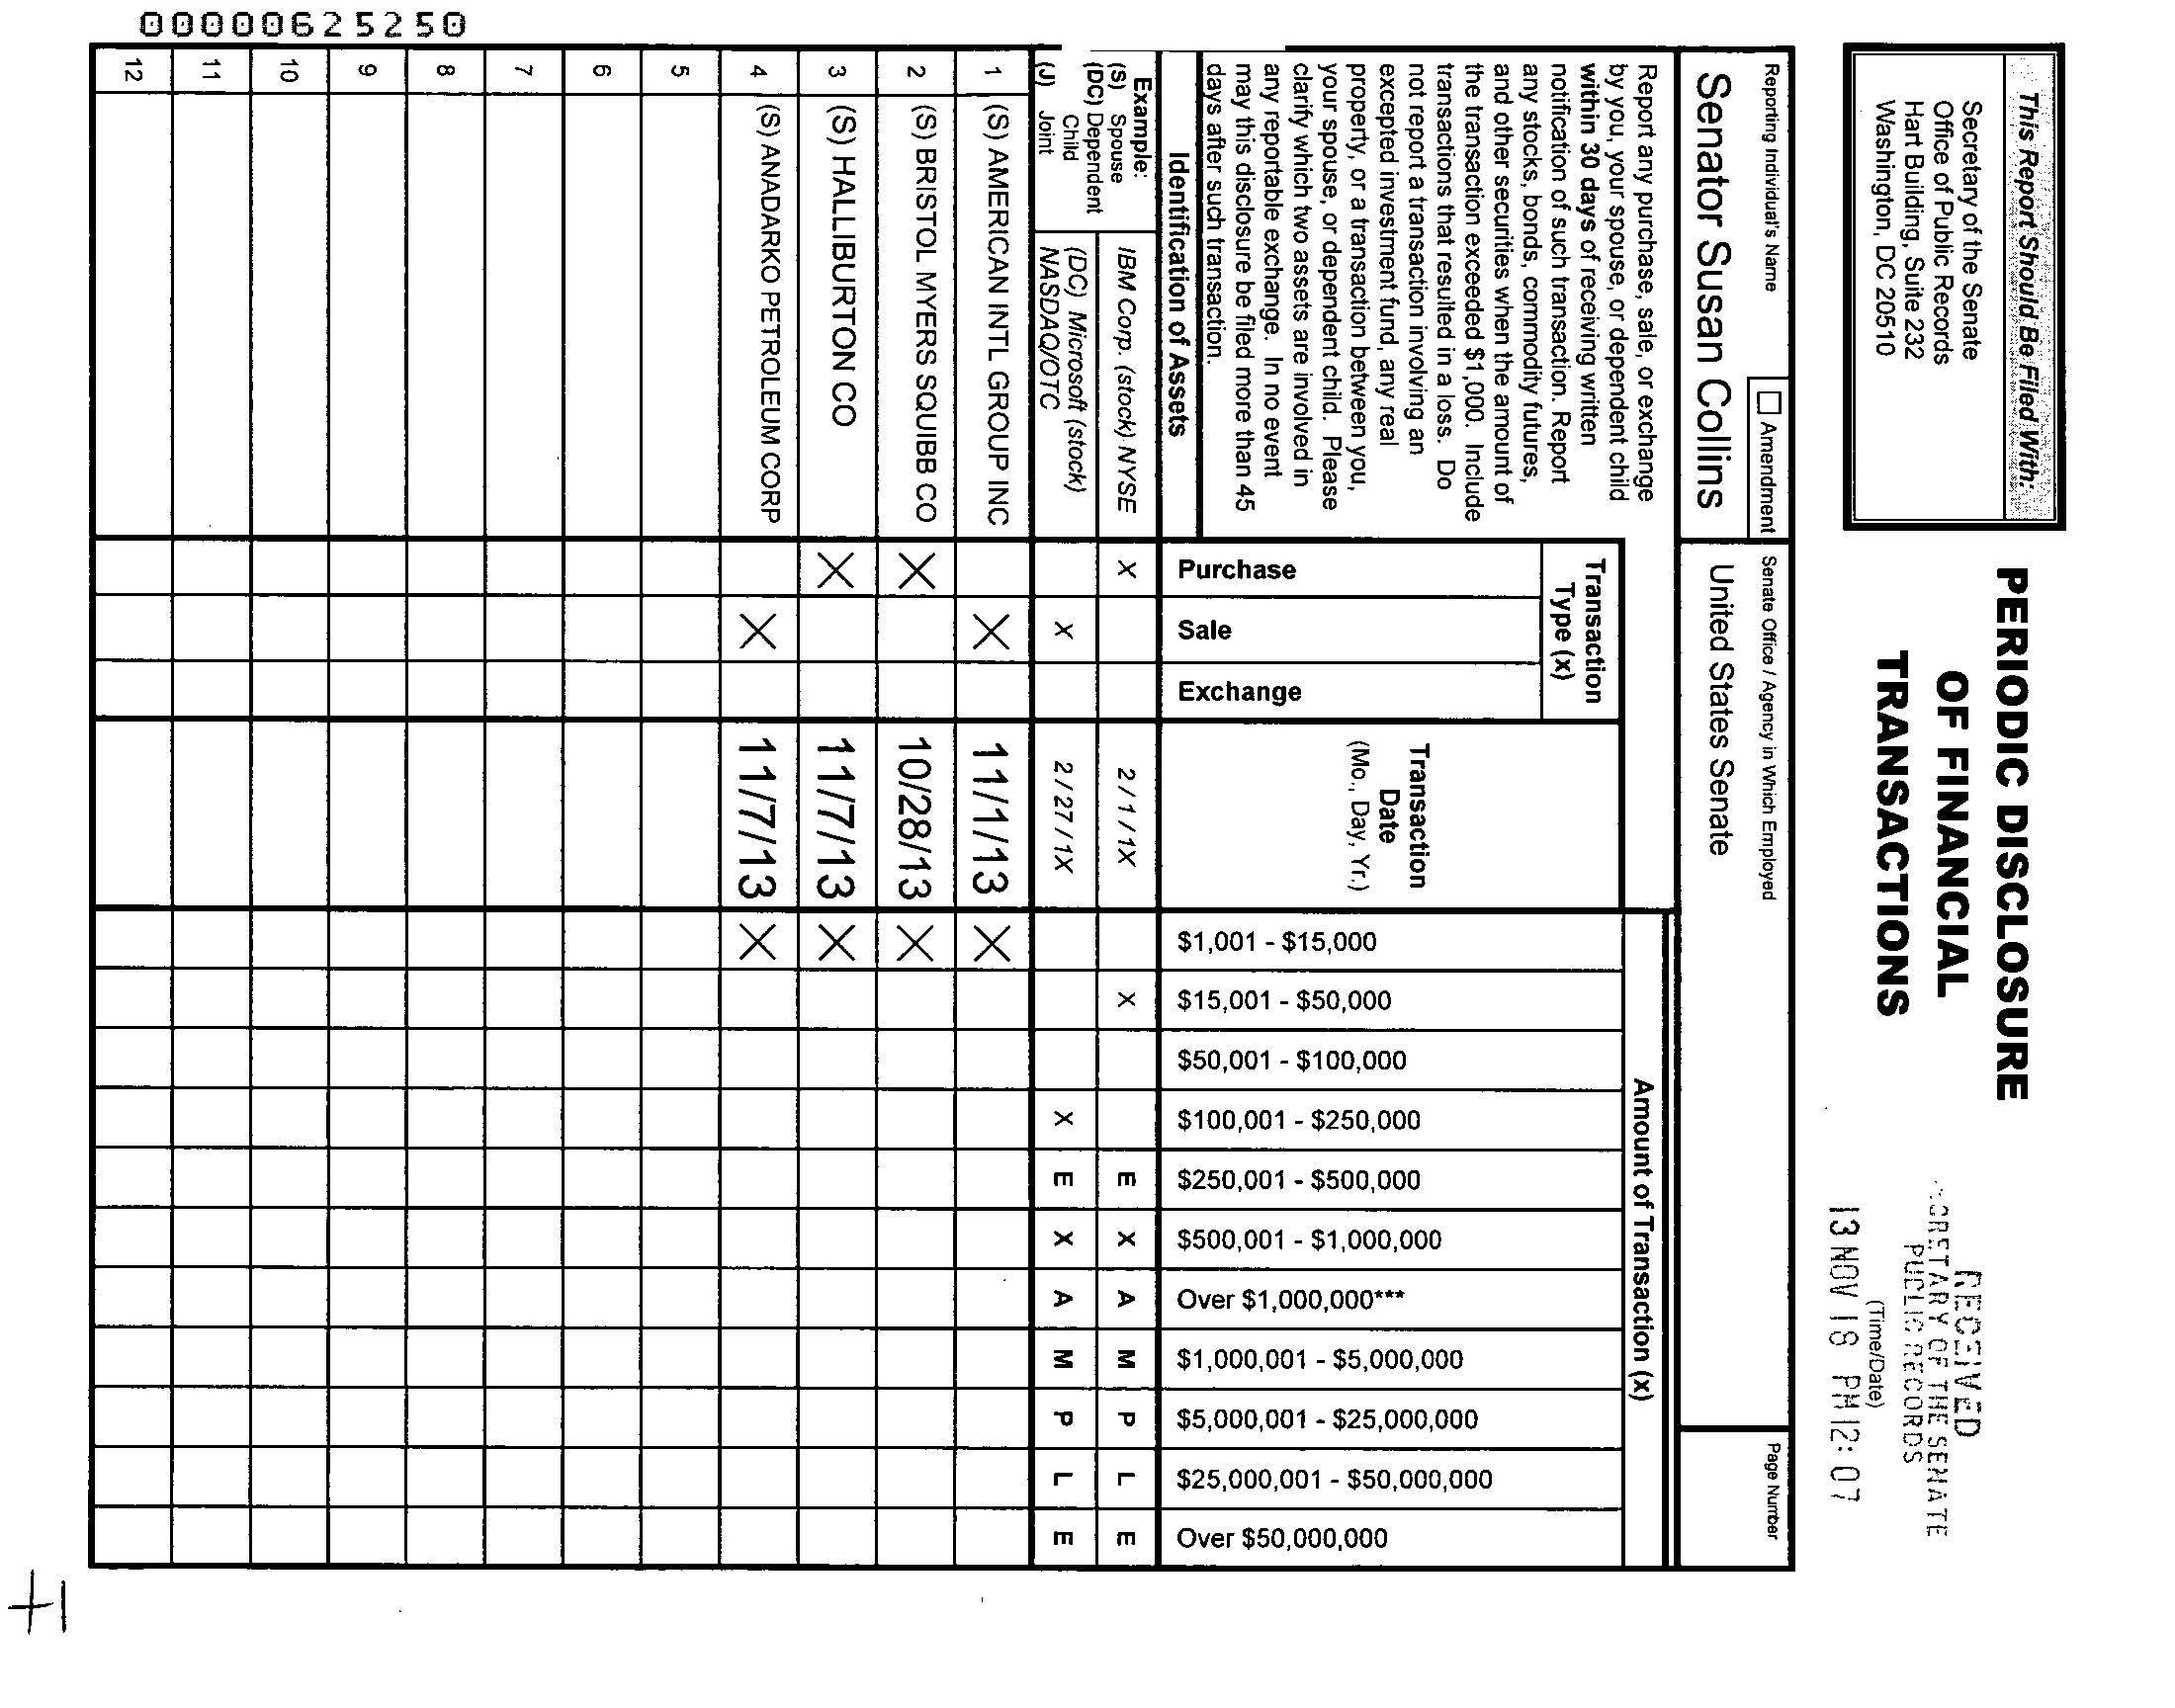 This Report Should Be Filed With:
Secretary of the Senate
Office of Public Records
Hart Building, Suite 232
Washington, DC 20510
PERIODIC DISCLOSURE
OF FINANCIAL
TRANSACTIONS
RECEIVED
SECRETARY OF THE SENATE
PUBLIC RECORDS
(Time/Date)
13 NOV 18 PM 12: 07
Reporting Individual's Name
☐ Amendment
Senator Susan Collins
Senate Office / Agency in Which Employed
United States Senate
Page Number
Report any purchase, sale, or exchange
by you, your spouse, or dependent child
within 30 days of receiving written
notification of such transaction. Report
any stocks, bonds, commodity futures,
and other securities when the amount of
the transaction exceeded $1,000. Include
transactions that resulted in a loss. Do
not report a transaction involving an
excepted investment fund, any real
property, or a transaction between you,
your spouse, or dependent child. Please
clarify which two assets are involved in
any reportable exchange. In no event
may this disclosure be filed more than 45
days after such transaction.
Identification of Assets
Transaction
Type (x)
Purchase
Sale
Exchange
Transaction
Date
(Mo., Day, Yr.)
Amount of Transaction (x)
$1,001 - $15,000
$15,001 - $50,000
$50,001 - $100,000
$100,001 - $250,000
$250,001 - $500,000
$500,001 - $1,000,000
Over $1,000,000***
$1,000,001 - $5,000,000
$5,000,001 - $25,000,000
$25,000,001 - $50,000,000
Over $50,000,000
Example:
(S) Spouse
(DC) Dependent
Child
(J) Joint
IBM Corp. (stock) NYSE X 2 / 1 / 1X X E X A M P L E
(DC) Microsoft (stock)
NASDAQ/OTC X 2 / 27 / 1X X E X A M P L E
1 (S) AMERICAN INTL GROUP INC X 11/1/13 X
2 (S) BRISTOL MYERS SQUIBB CO X 10/28/13 X
3 (S) HALLIBURTON CO X 11/7/13 X
4 (S) ANADARKO PETROLEUM CORP X 11/7/13 X
5
6
7
8
9
10
11
12
00000625250